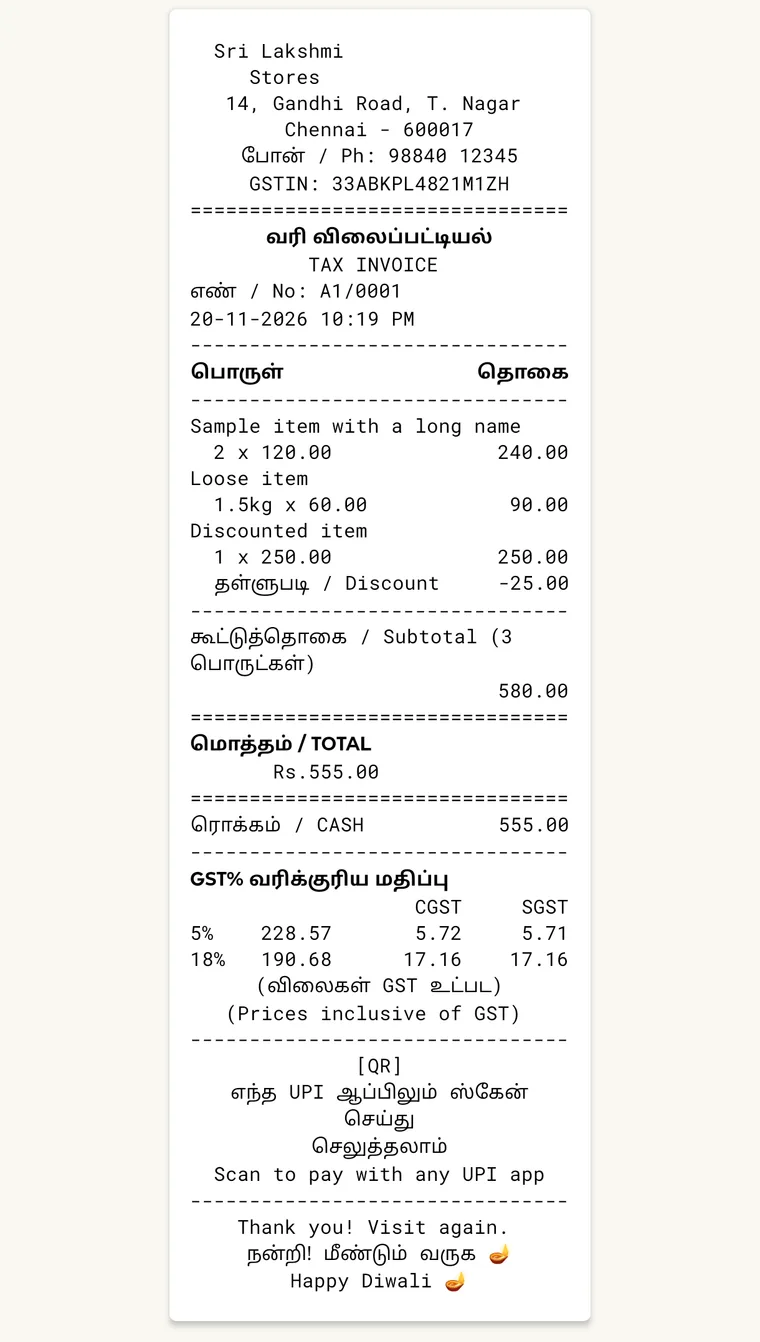 Sri Lakshmi
Stores
14, Gandhi Road, T. Nagar
Chennai - 600017
போன் / Ph: 98840 12345
GSTIN: 33ABKPL4821M1ZH
================================
வரி விலைப்பட்டியல்
TAX INVOICE
எண் / No: A1/0001
20-11-2026 10:19 PM
--------------------------------
பொருள் தொகை
--------------------------------
Sample item with a long name
2 x 120.00 240.00
Loose item
1.5kg x 60.00 90.00
Discounted item
1 x 250.00 250.00
தள்ளுபடி / Discount -25.00
--------------------------------
கூட்டுத்தொகை / Subtotal (3
பொருட்கள்)
580.00
================================
மொத்தம் / TOTAL
Rs.555.00
================================
ரொக்கம் / CASH 555.00
--------------------------------
GST% வரிக்குரிய மதிப்பு
CGST SGST
5% 228.57 5.72 5.71
18% 190.68 17.16 17.16
(விலைகள் GST உட்பட)
(Prices inclusive of GST)
--------------------------------
[QR]
எந்த UPI ஆப்பிலும் ஸ்கேன்
செய்து
செலுத்தலாம்
Scan to pay with any UPI app
--------------------------------
Thank you! Visit again.
நன்றி! மீண்டும் வருக 🪔
Happy Diwali 🪔